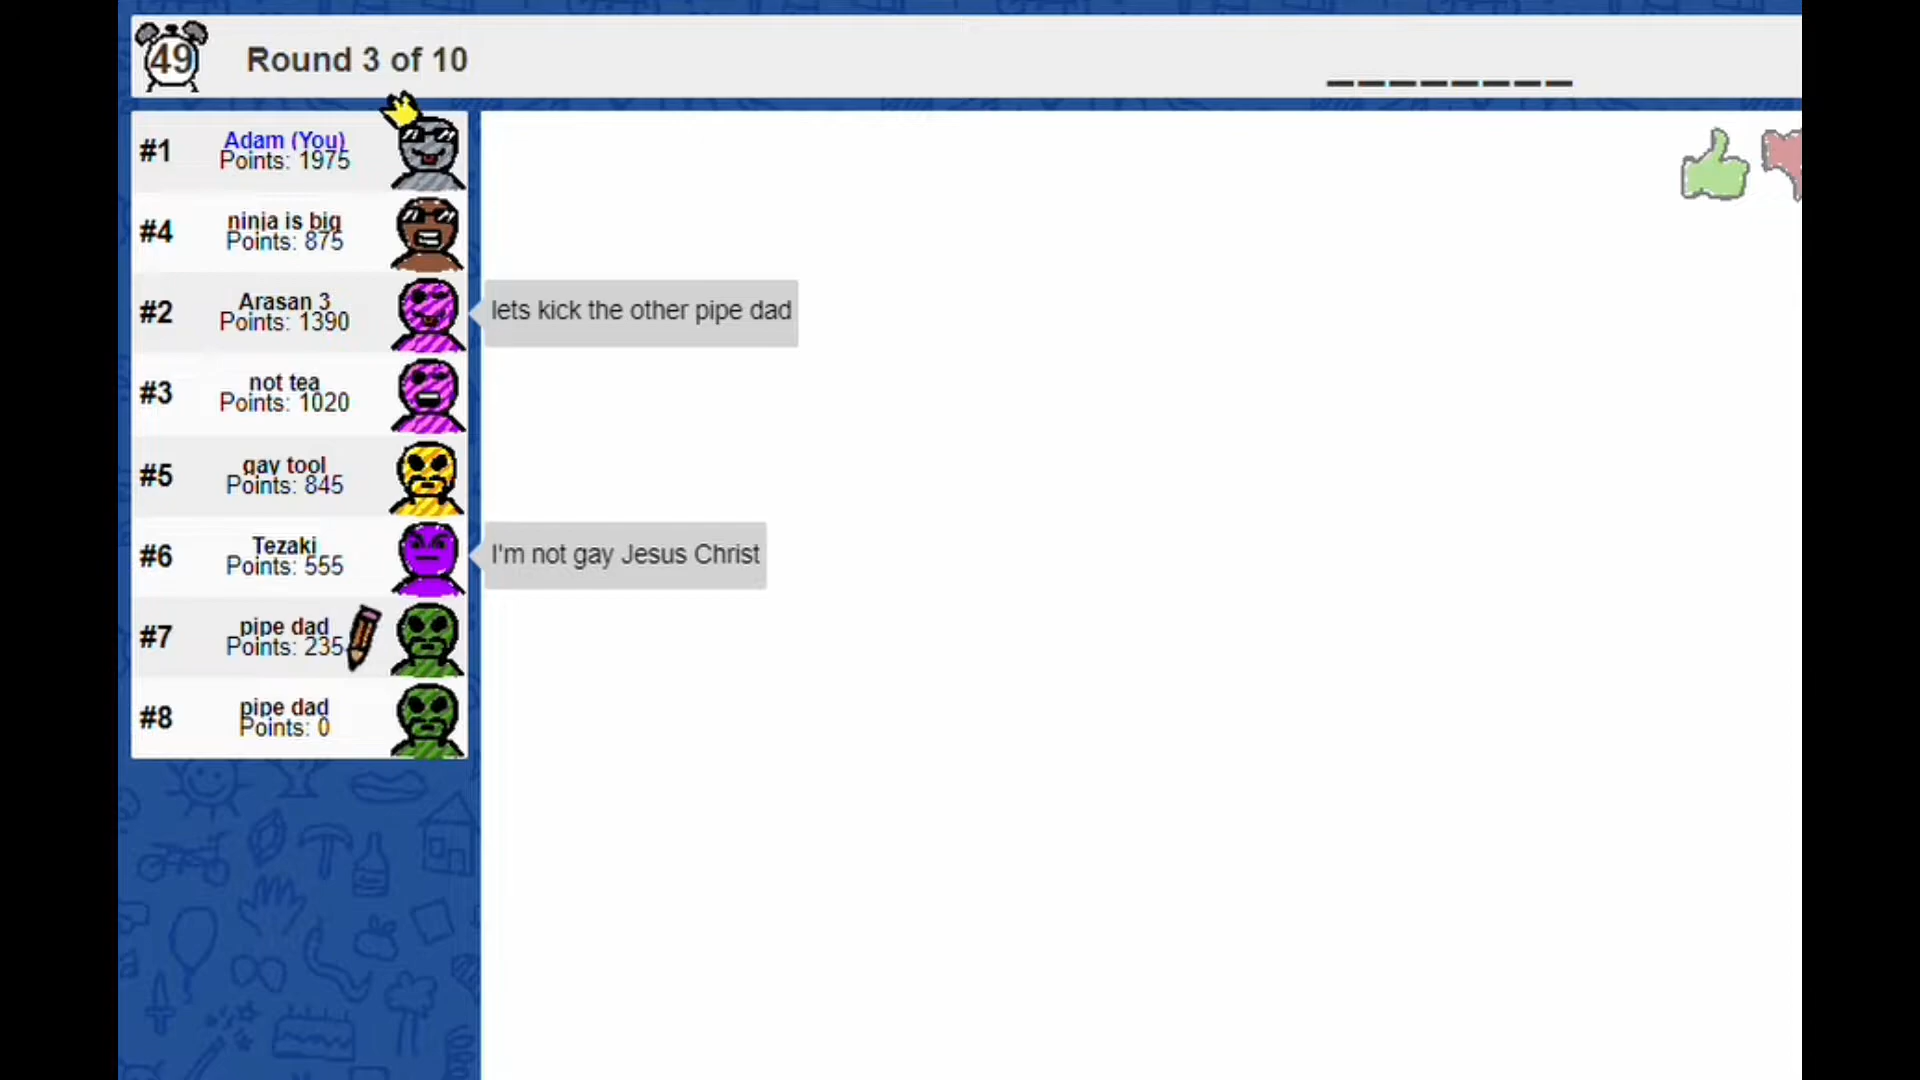 49
Round 3 of 10
________
#1
Adam (You)
Points: 1975
#4
ninja is big
Points: 875
#2
Arasan 3
Points: 1390
lets kick the other pipe dad
#3
not tea
Points: 1020
#5
gay tool
Points: 845
#6
Tezaki
Points: 555
I'm not gay Jesus Christ
#7
pipe dad
Points: 235
#8
pipe dad
Points: 0